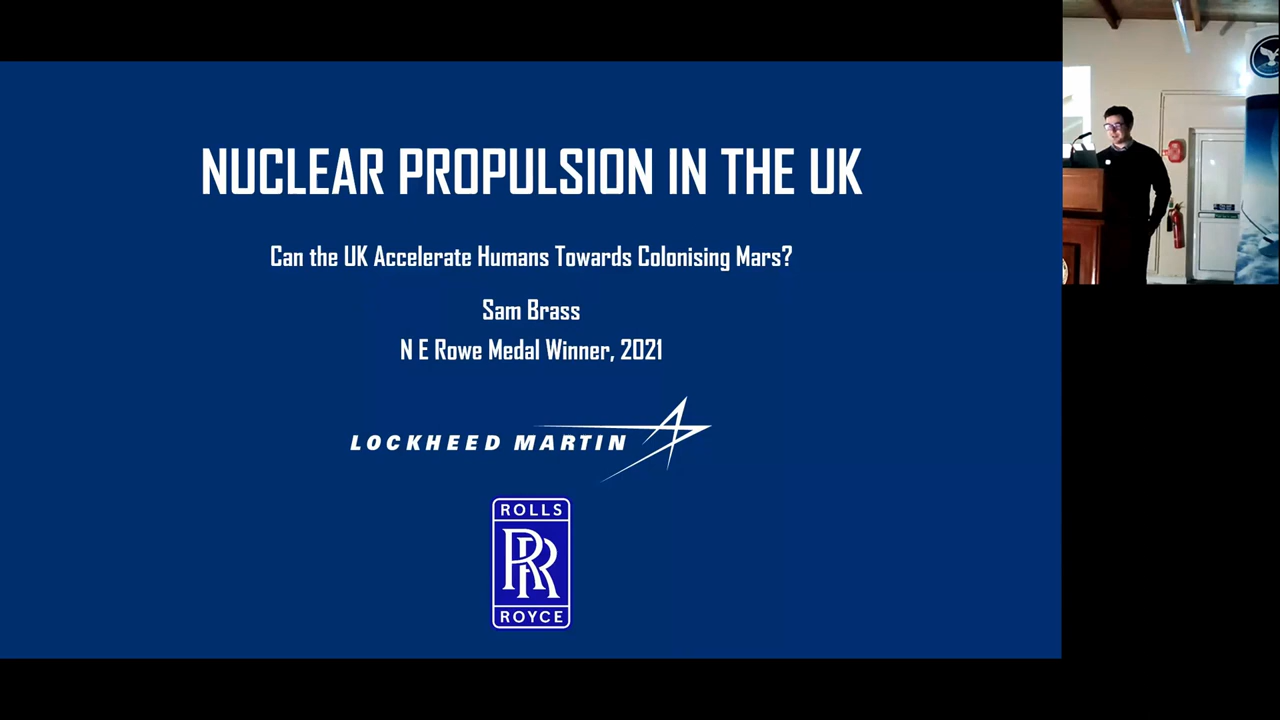 NUCLEAR PROPULSION IN THE UK
Can the UK Accelerate Humans Towards Colonising Mars?
Sam Brass
N E Rowe Medal Winner, 2021
LOCKHEED MARTIN
ROLLS
RR
ROYCE